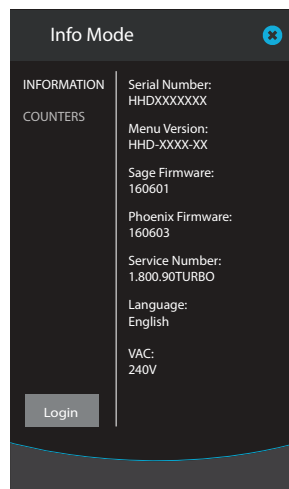 Info Mode
INFORMATION
COUNTERS
Serial Number:
HHDXXXXXXX
Menu Version:
HHD-XXXX-XX
Sage Firmware:
160601
Phoenix Firmware:
160603
Service Number:
1.800.90TURBO
Language:
English
VAC:
240V
Login